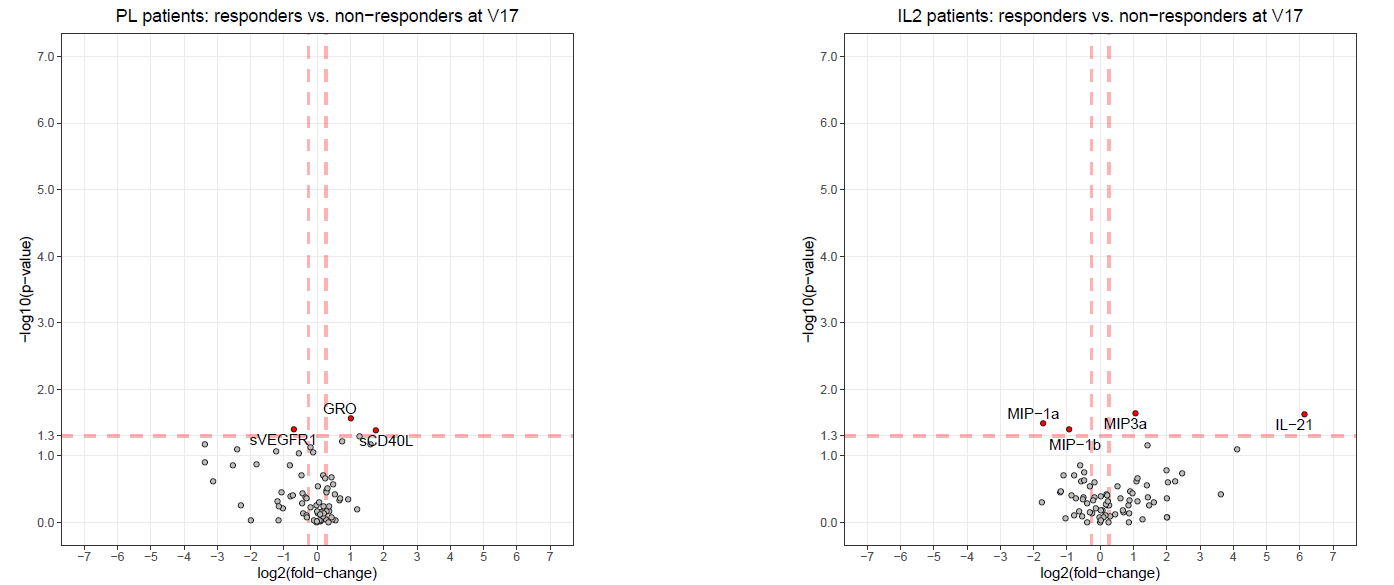 PL patients: responders vs. non−responders at V17
7.0
6.0
5.0
4.0
3.0
2.0
1.3
1.0
0.0
−log10(p−value)
GRO
sVEGFR1
sCD40L
−7 −6 −5 −4 −3 −2 −1 0 1 2 3 4 5 6 7
log2(fold−change)
IL2 patients: responders vs. non−responders at V17
7.0
6.0
5.0
4.0
3.0
2.0
1.3
1.0
0.0
−log10(p−value)
MIP−1a
MIP3a
IL−21
MIP−1b
−7 −6 −5 −4 −3 −2 −1 0 1 2 3 4 5 6 7
log2(fold−change)